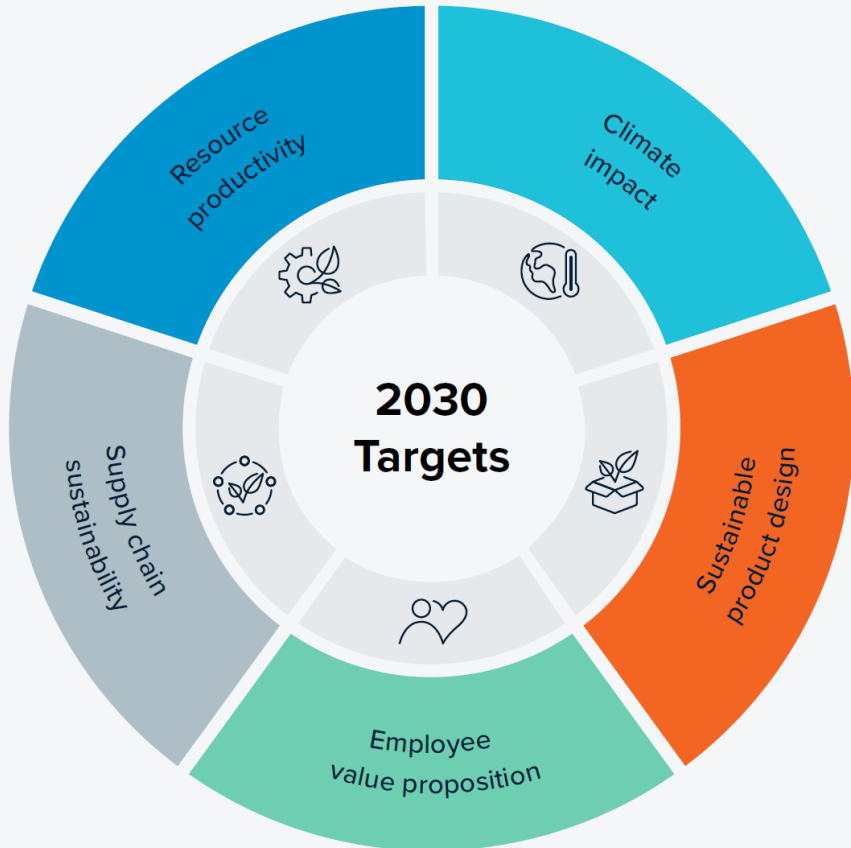 2030
Targets
Climate
impact
Sustainable
product design
Employee
value proposition
Supply chain
sustainability
Resource
productivity